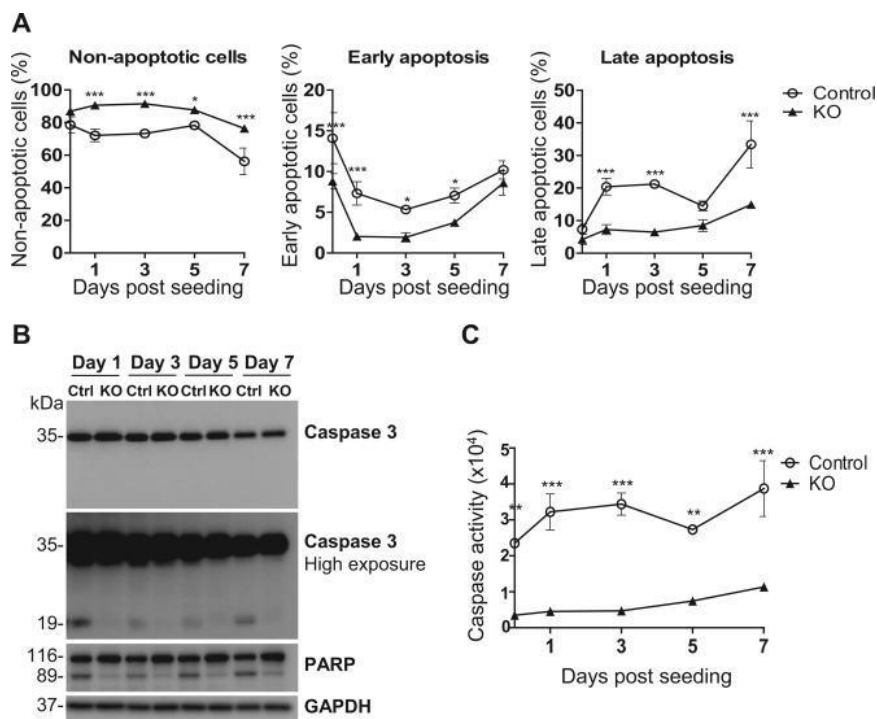 A
Non-apoptotic cells
Early apoptosis
Late apoptosis
Non-apoptotic cells (%)
100
80
60
40
20
0
*** *** * ***
1 3 5 7
Days post seeding
Early apoptotic cells (%)
20
15
10
5
0
*** *** * *
1 3 5 7
Days post seeding
Late apoptotic cells (%)
50
40
30
20
10
0
*** *** ***
1 3 5 7
Days post seeding
Control
KO
B
Day 1 Day 3 Day 5 Day 7
Ctrl KO Ctrl KO Ctrl KO Ctrl KO
kDa
35- Caspase 3
35- Caspase 3
High exposure
19-
116- PARP
89-
37- GAPDH
C
Caspase activity (x10⁴)
5
4
3
2
1
0
** *** *** ** ***
1 3 5 7
Days post seeding
Control
KO